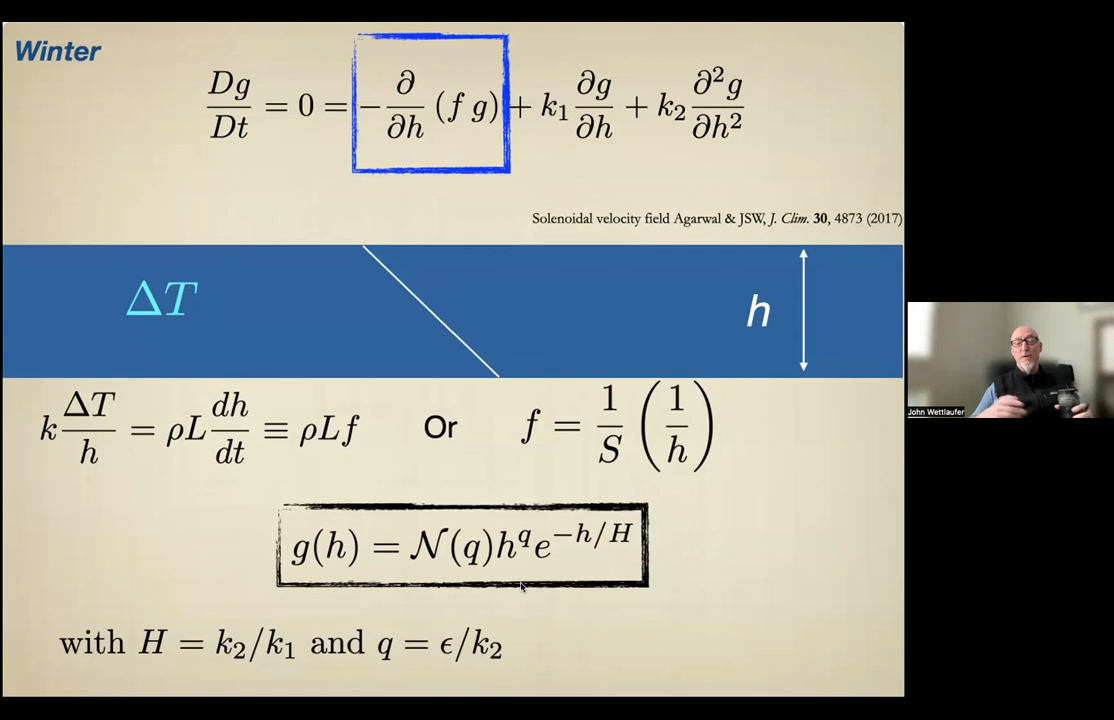 Winter
Dg/Dt = 0 = −∂/∂h (f g) + k₁ ∂g/∂h + k₂ ∂²g/∂h²
Solenoidal velocity field Agarwal & JSW, J. Clim. 30, 4873 (2017)
ΔT
h
k ΔT/h = ρL dh/dt ≡ ρLf Or f = 1/S (1/h)
g(h) = 𝒩(q)h^q e^{−h/H}
with H = k₂/k₁ and q = ϵ/k₂
John Wettlaufer